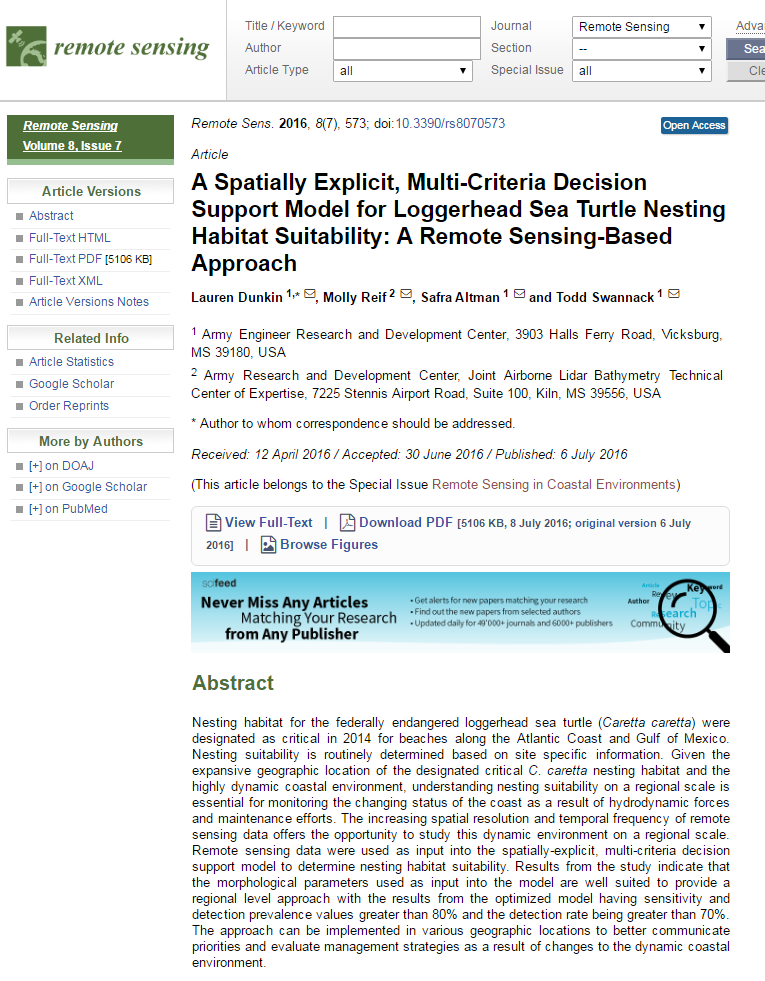 remote sensing
Title / Keyword
Journal
Remote Sensing
Adva
Author
Section
--
Sea
Article Type
all
Special Issue
all
Cle
Remote Sensing
Volume 8, Issue 7
Article Versions
Abstract
Full-Text HTML
Full-Text PDF [5106 KB]
Full-Text XML
Article Versions Notes
Related Info
Article Statistics
Google Scholar
Order Reprints
More by Authors
[+] on DOAJ
[+] on Google Scholar
[+] on PubMed
Remote Sens. 2016, 8(7), 573; doi:10.3390/rs8070573
Open Access
Article
A Spatially Explicit, Multi-Criteria Decision
Support Model for Loggerhead Sea Turtle Nesting
Habitat Suitability: A Remote Sensing-Based
Approach
Lauren Dunkin 1,*, Molly Reif 2, Safra Altman 1 and Todd Swannack 1
1 Army Engineer Research and Development Center, 3903 Halls Ferry Road, Vicksburg,
MS 39180, USA
2 Army Research and Development Center, Joint Airborne Lidar Bathymetry Technical
Center of Expertise, 7225 Stennis Airport Road, Suite 100, Kiln, MS 39556, USA
* Author to whom correspondence should be addressed.
Received: 12 April 2016 / Accepted: 30 June 2016 / Published: 6 July 2016
(This article belongs to the Special Issue Remote Sensing in Coastal Environments)
View Full-Text | Download PDF [5106 KB, 8 July 2016; original version 6 July
2016] | Browse Figures
scifeed
Never Miss Any Articles
Matching Your Research
from Any Publisher
• Get alerts for new papers matching your research
• Find out the new papers from selected authors
• Updated daily for 49'000+ journals and 6000+ publishers
Article
Keyword
Review
Author
Topic
Research
Community
Abstract
Nesting habitat for the federally endangered loggerhead sea turtle (Caretta caretta) were
designated as critical in 2014 for beaches along the Atlantic Coast and Gulf of Mexico.
Nesting suitability is routinely determined based on site specific information. Given the
expansive geographic location of the designated critical C. caretta nesting habitat and the
highly dynamic coastal environment, understanding nesting suitability on a regional scale is
essential for monitoring the changing status of the coast as a result of hydrodynamic forces
and maintenance efforts. The increasing spatial resolution and temporal frequency of remote
sensing data offers the opportunity to study this dynamic environment on a regional scale.
Remote sensing data were used as input into the spatially-explicit, multi-criteria decision
support model to determine nesting habitat suitability. Results from the study indicate that
the morphological parameters used as input into the model are well suited to provide a
regional level approach with the results from the optimized model having sensitivity and
detection prevalence values greater than 80% and the detection rate being greater than 70%.
The approach can be implemented in various geographic locations to better communicate
priorities and evaluate management strategies as a result of changes to the dynamic coastal
environment.